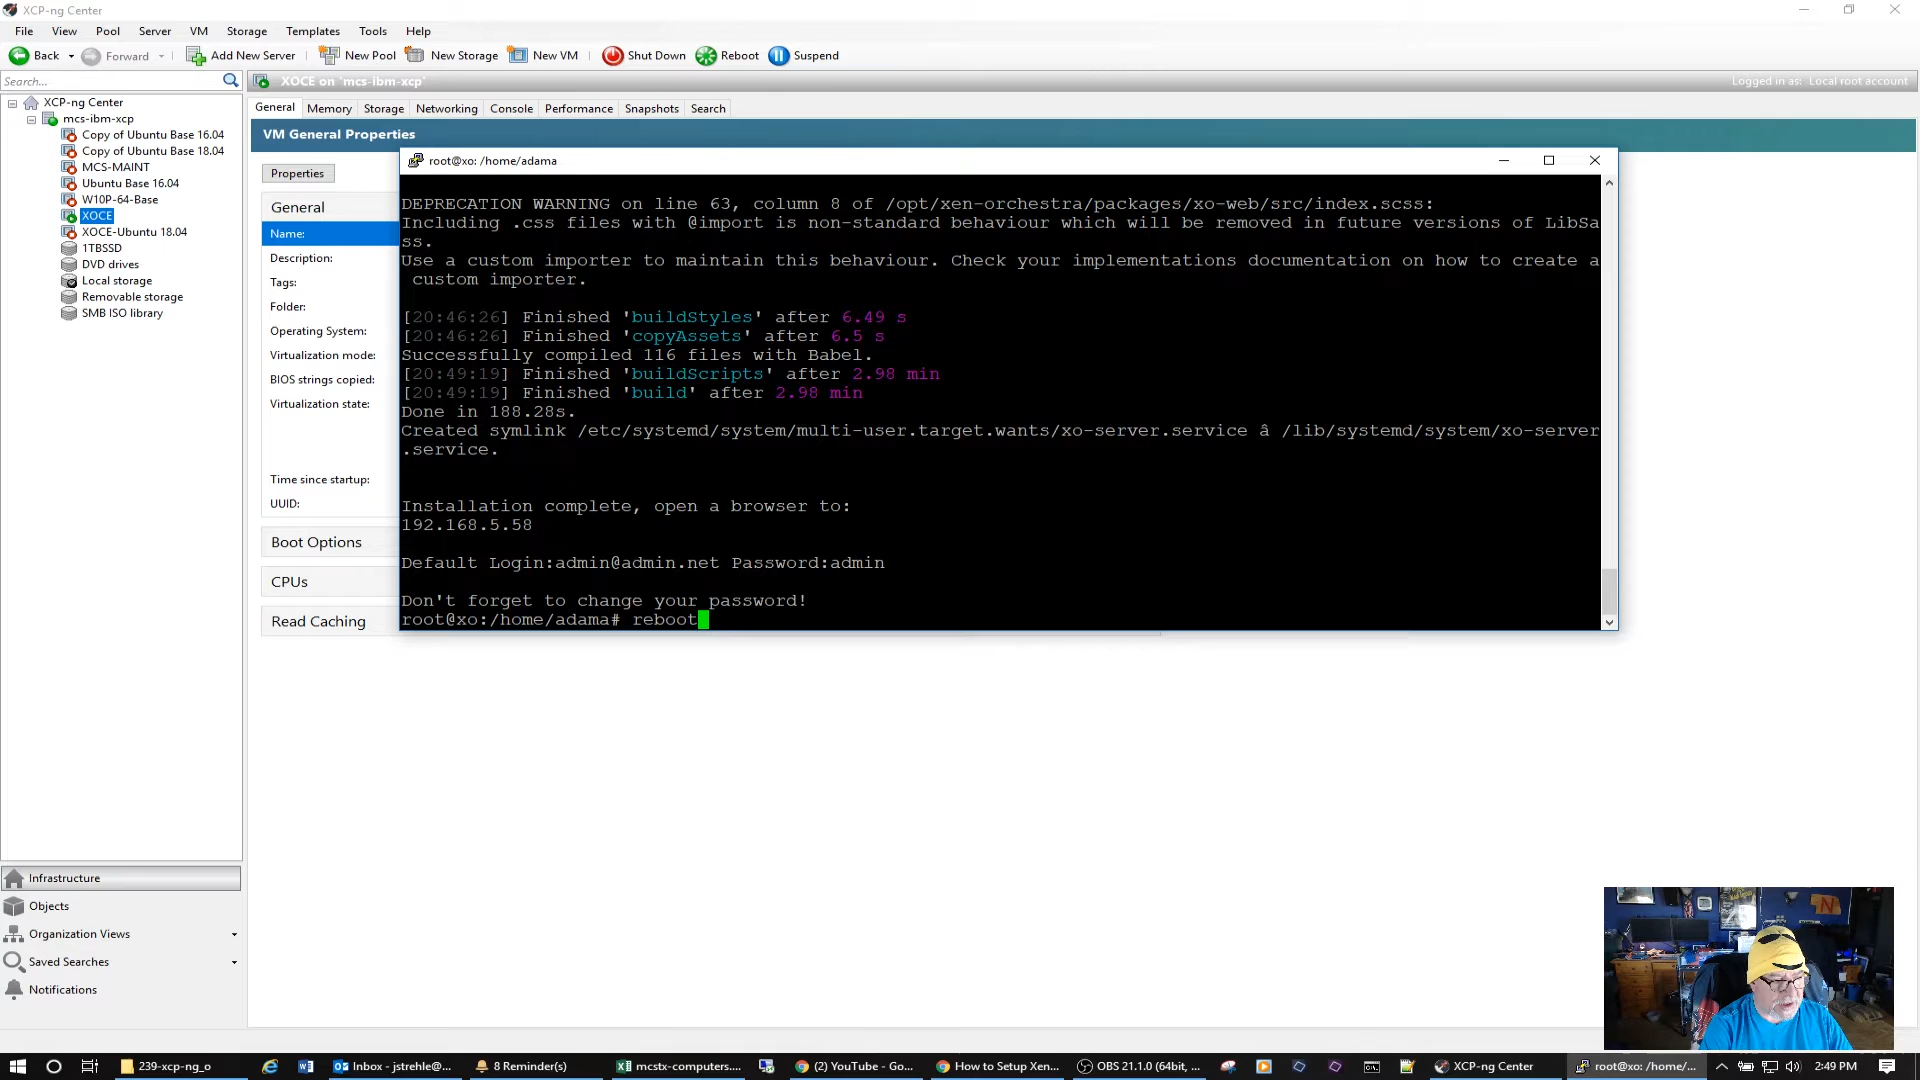 XCP-ng Center
File View Pool Server VM Storage Templates Tools Help
Back Forward Add New Server New Pool New Storage New VM Shut Down Reboot Suspend
Search...
XOCE on 'mcs-ibm-xcp'
Logged in as: Local root account
XCP-ng Center
mcs-ibm-xcp
Copy of Ubuntu Base 16.04
Copy of Ubuntu Base 18.04
MCS-MAINT
Ubuntu Base 16.04
W10P-64-Base
XOCE
XOCE-Ubuntu 18.04
1TBSSD
DVD drives
Local storage
Removable storage
SMB ISO library
General Memory Storage Networking Console Performance Snapshots Search
VM General Properties
Properties
General
Name:
Description:
Tags:
Folder:
Operating System:
Virtualization mode:
BIOS strings copied:
Virtualization state:
Time since startup:
UUID:
Boot Options
CPUs
Read Caching
root@xo: /home/adama
DEPRECATION WARNING on line 63, column 8 of /opt/xen-orchestra/packages/xo-web/src/index.scss:
Including .css files with @import is non-standard behaviour which will be removed in future versions of LibSa
ss.
Use a custom importer to maintain this behaviour. Check your implementations documentation on how to create a
custom importer.
[20:46:26] Finished 'buildStyles' after 6.49 s
[20:46:26] Finished 'copyAssets' after 6.5 s
Successfully compiled 116 files with Babel.
[20:49:19] Finished 'buildScripts' after 2.98 min
[20:49:19] Finished 'build' after 2.98 min
Done in 188.28s.
Created symlink /etc/systemd/system/multi-user.target.wants/xo-server.service â /lib/systemd/system/xo-server
.service.
Installation complete, open a browser to:
192.168.5.58
Default Login:admin@admin.net Password:admin
Don't forget to change your password!
root@xo:/home/adama# reboot
Infrastructure
Objects
Organization Views
Saved Searches
Notifications
239-xcp-ng_o
Inbox - jstrehle@...
8 Reminder(s)
mcstx-computers....
(2) YouTube - Go...
How to Setup Xen...
OBS 21.1.0 (64bit, ...
XCP-ng Center
root@xo: /home/...
2:49 PM